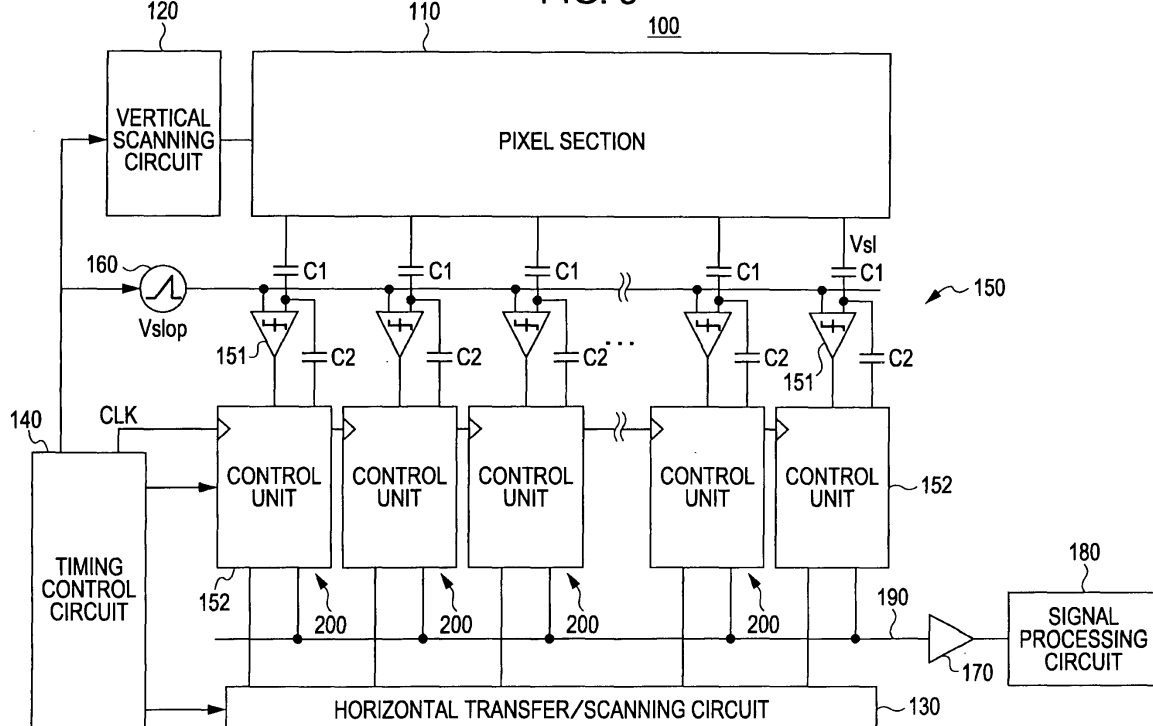 120
110
100
VERTICAL
SCANNING
CIRCUIT
PIXEL SECTION
160
Vslop
C1
C1
C1
C1
Vsl
C1
150
151
C2
C2
C2
...
C2
151
C2
140
CLK
CONTROL
UNIT
CONTROL
UNIT
CONTROL
UNIT
CONTROL
UNIT
CONTROL
UNIT
152
TIMING
CONTROL
CIRCUIT
152
200
200
200
200
190
170
180
SIGNAL
PROCESSING
CIRCUIT
HORIZONTAL TRANSFER/SCANNING CIRCUIT
130